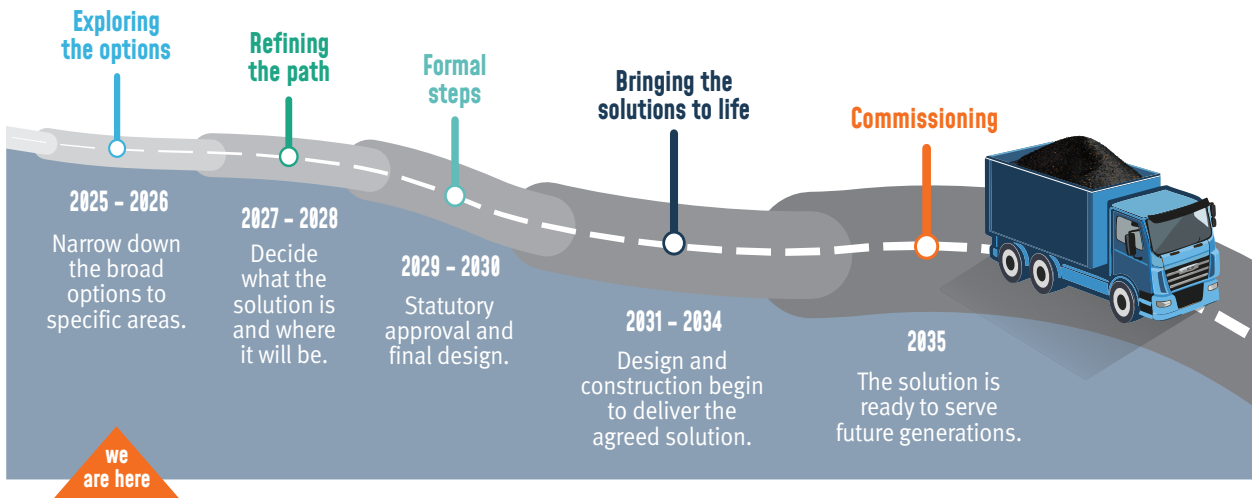 Exploring
the options
2025 – 2026
Narrow down
the broad
options to
specific areas.
we
are here
Refining
the path
2027 – 2028
Decide
what the
solution is
and where
it will be.
Formal
steps
2029 – 2030
Statutory
approval and
final design.
Bringing the
solutions to life
2031 – 2034
Design and
construction begin
to deliver the
agreed solution.
Commissioning
2035
The solution is
ready to serve
future generations.